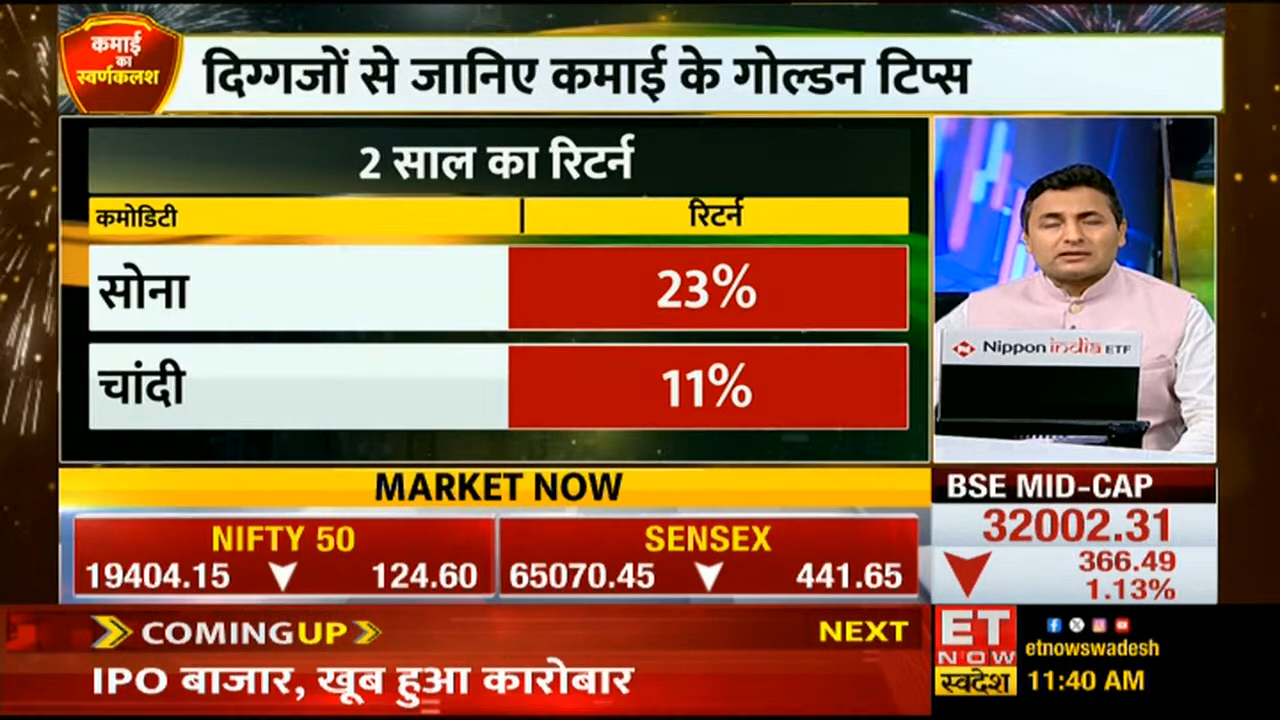 कमाई
का
स्वर्णकलश
दिग्गजों से जानिए कमाई के गोल्डन टिप्स
2 साल का रिटर्न
कमोडिटी रिटर्न
सोना 23%
चांदी 11%
Nippon india ETF
MARKET NOW
NIFTY 50
19404.15 124.60
SENSEX
65070.45 441.65
BSE MID-CAP
32002.31
366.49
1.13%
COMING UP NEXT
IPO बाजार, खूब हुआ कारोबार
ET
NOW
स्वदेश
etnowswadesh
11:40 AM